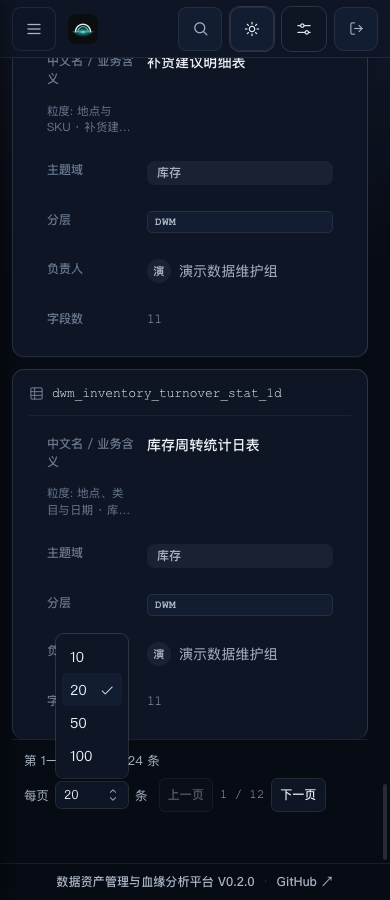 中文名 / 业务含
义
补货建议明细表
粒度: 地点与
SKU · 补货建…
主题域
库存
分层
DWM
负责人
演
演示数据维护组
字段数
11
dwm_inventory_turnover_stat_1d
中文名 / 业务含
义
库存周转统计日表
粒度: 地点、类
目与日期 · 库…
主题域
库存
分层
DWM
演
演示数据维护组
11
10
20
50
100
第 1—
24 条
每页
20
条
上一页
1 / 12
下一页
数据资产管理与血缘分析平台 V0.2.0 · GitHub ↗